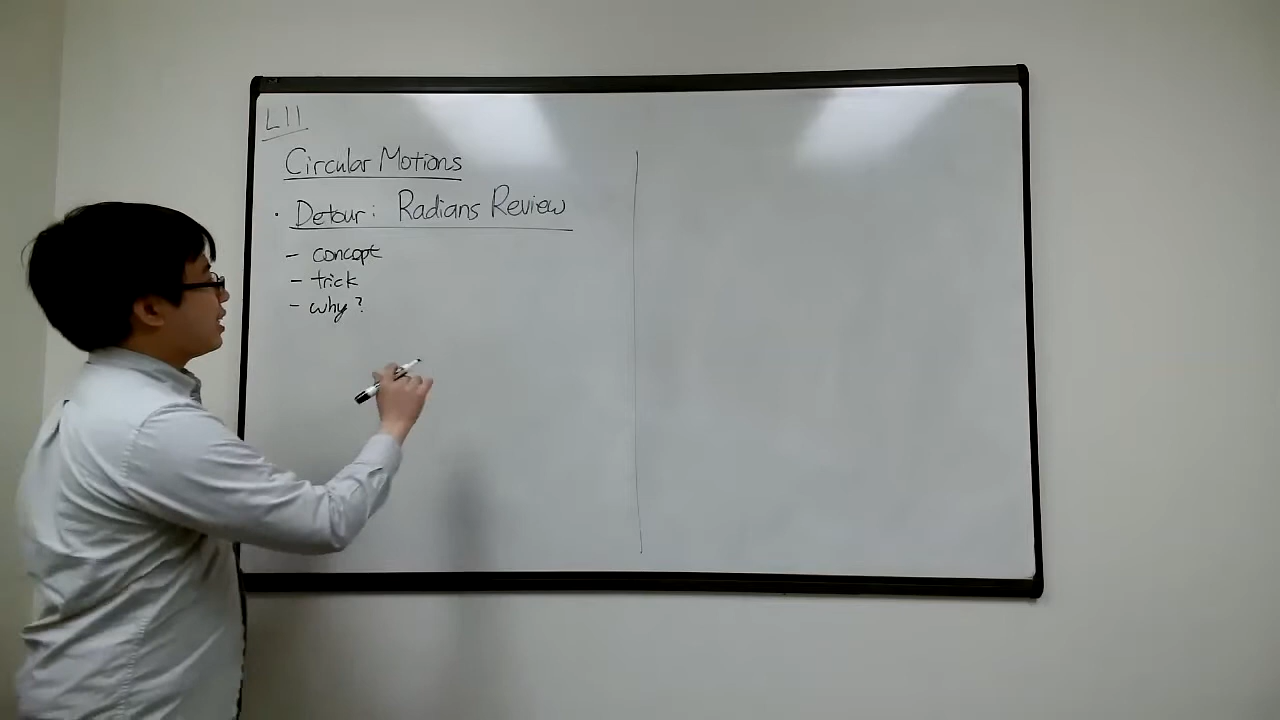 L11
Circular Motions
· Detour: Radians Review
- concept
- trick
- why?